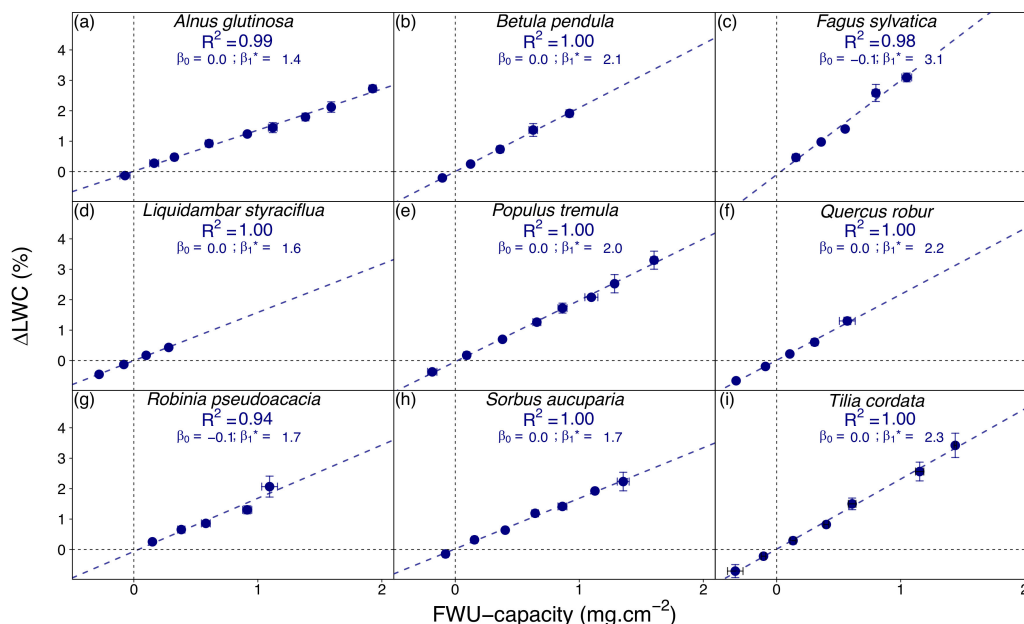 (a) Alnus glutinosa
R² = 0.99
β₀ = 0.0 ; β₁* = 1.4
(b) Betula pendula
R² = 1.00
β₀ = 0.0 ; β₁* = 2.1
(c) Fagus sylvatica
R² = 0.98
β₀ = −0.1; β₁* = 3.1
4
3
2
1
0
(d) Liquidambar styraciflua
R² = 1.00
β₀ = 0.0 ; β₁* = 1.6
(e) Populus tremula
R² = 1.00
β₀ = 0.0 ; β₁* = 2.0
(f) Quercus robur
R² = 1.00
β₀ = 0.0 ; β₁* = 2.2
4
3
2
1
0
ΔLWC (%)
(g) Robinia pseudoacacia
R² = 0.94
β₀ = −0.1; β₁* = 1.7
(h) Sorbus aucuparia
R² = 1.00
β₀ = 0.0 ; β₁* = 1.7
(i) Tilia cordata
R² = 1.00
β₀ = 0.0 ; β₁* = 2.3
4
3
2
1
0
0 1 2 0 1 2 0 1 2
FWU−capacity (mg.cm⁻²)